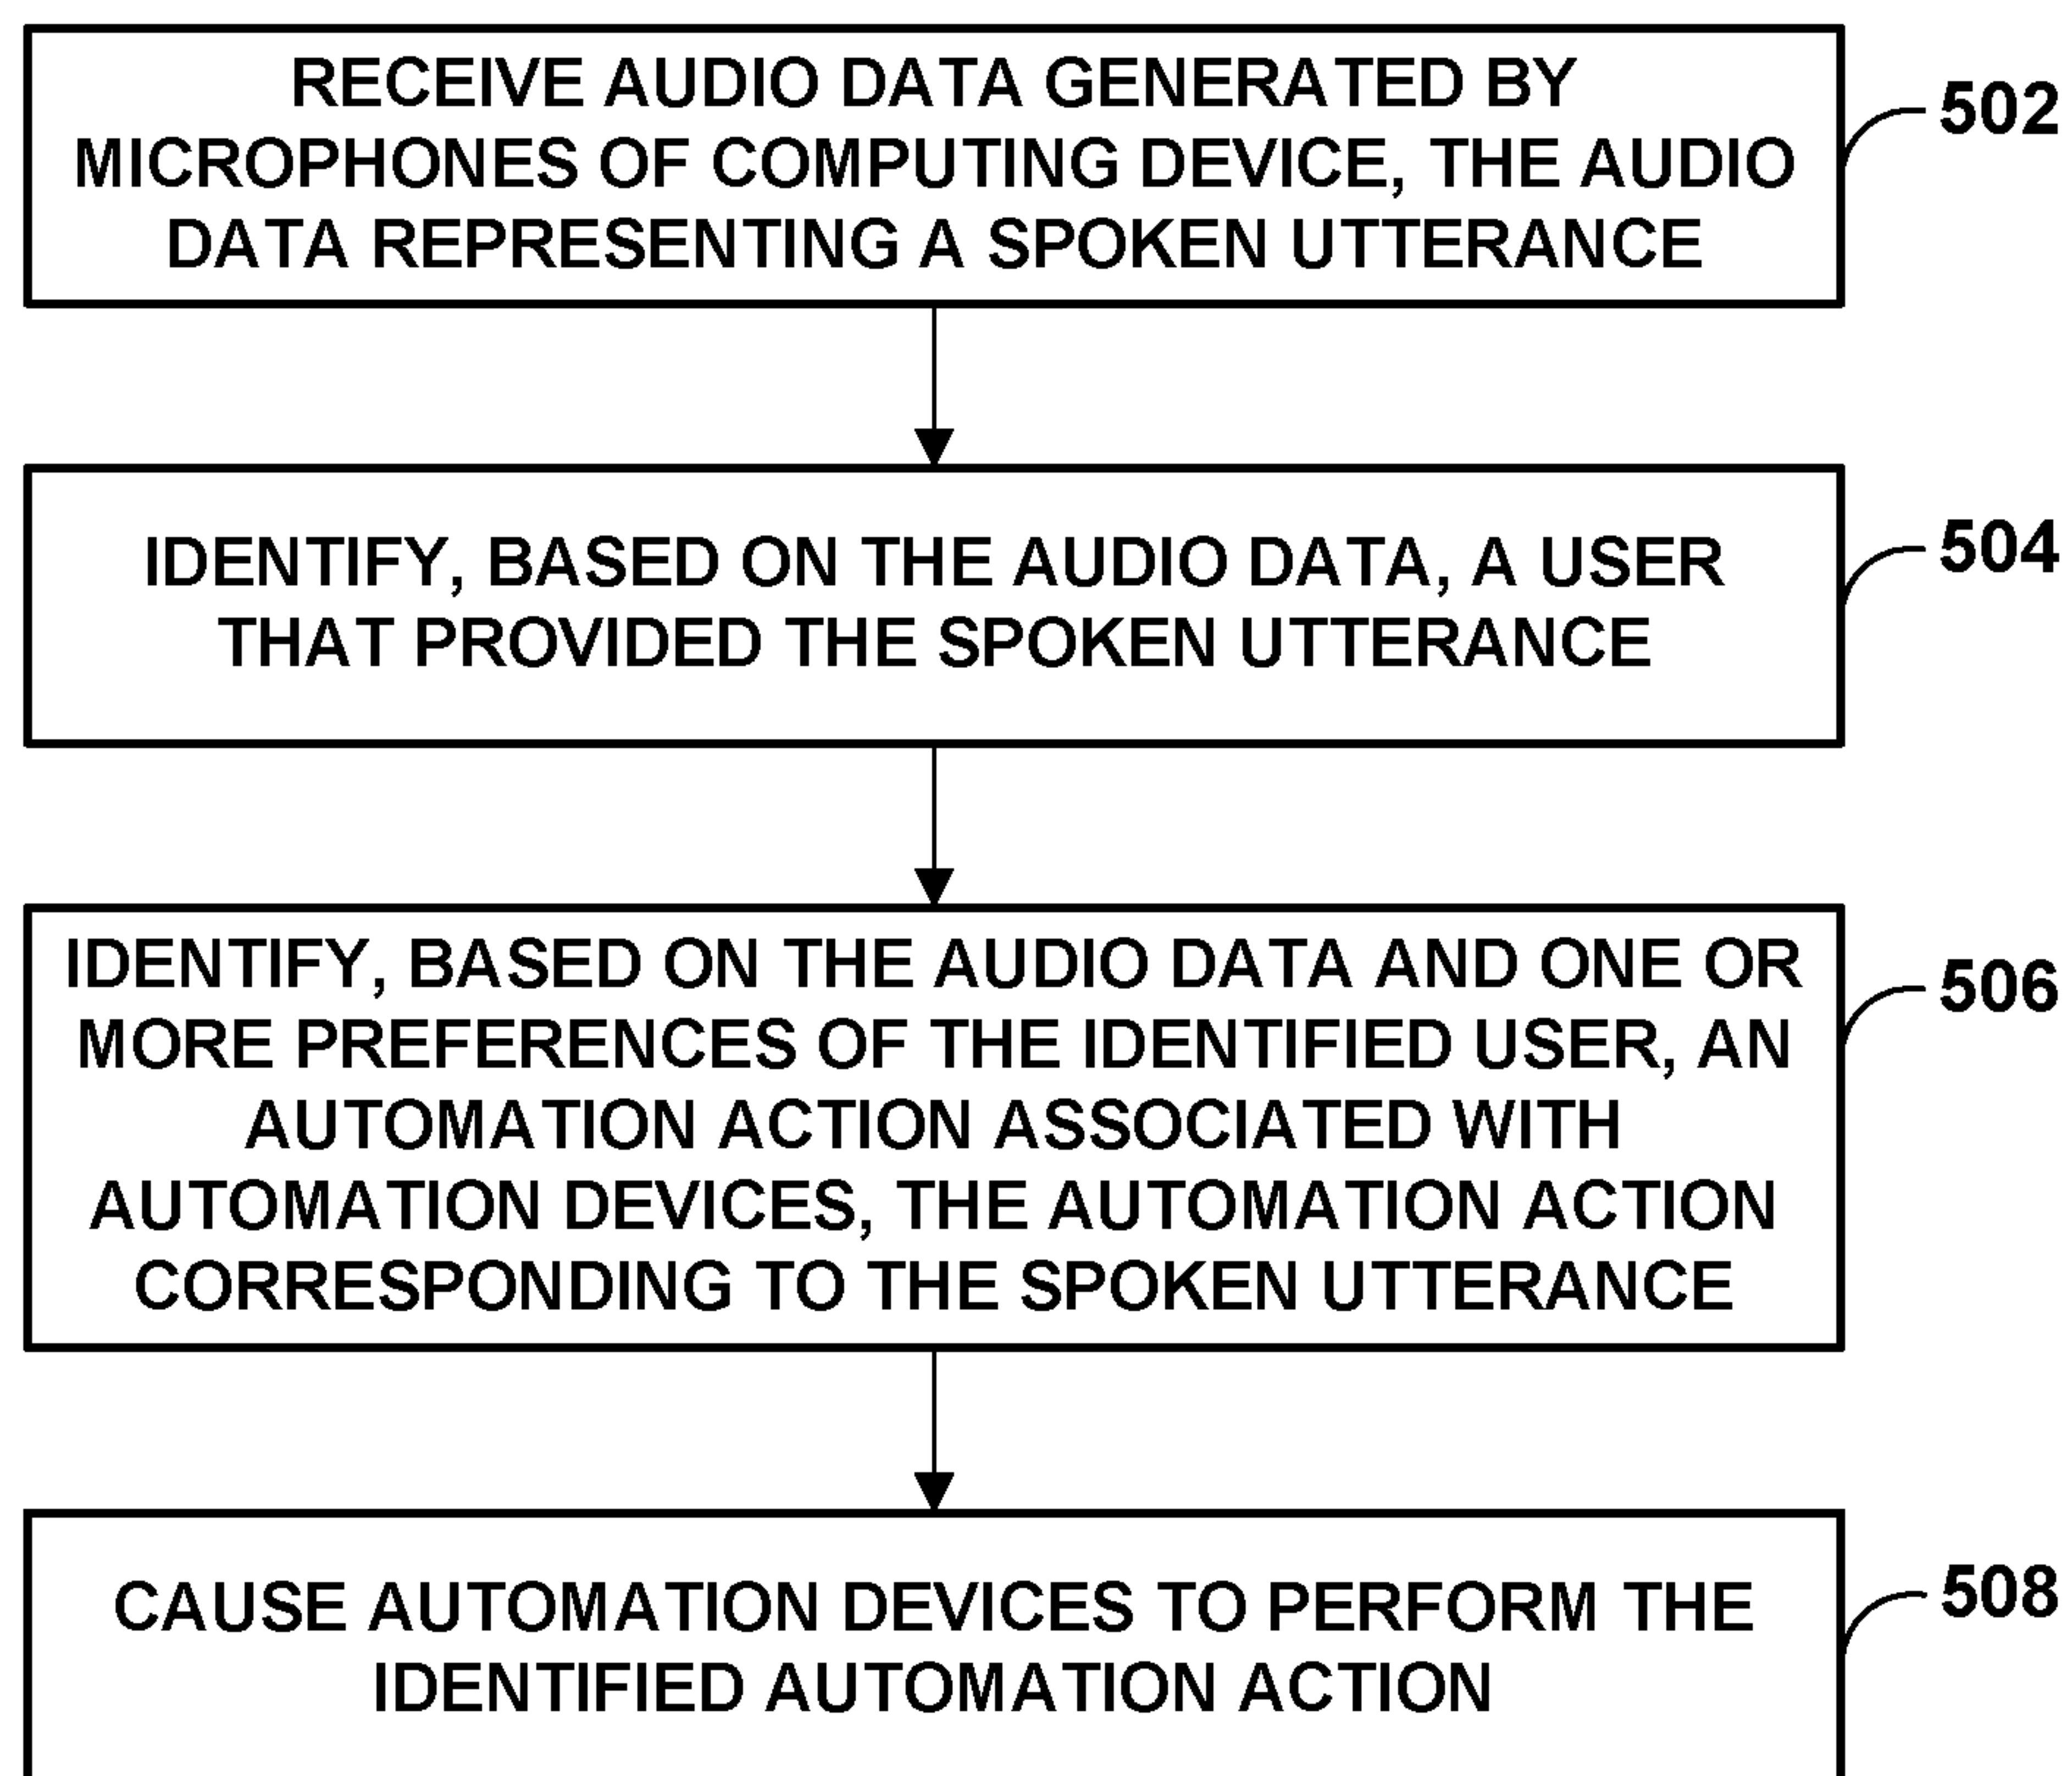 RECEIVE AUDIO DATA GENERATED BY
MICROPHONES OF COMPUTING DEVICE, THE AUDIO
DATA REPRESENTING A SPOKEN UTTERANCE
502
IDENTIFY, BASED ON THE AUDIO DATA, A USER
THAT PROVIDED THE SPOKEN UTTERANCE
504
IDENTIFY, BASED ON THE AUDIO DATA AND ONE OR
MORE PREFERENCES OF THE IDENTIFIED USER, AN
AUTOMATION ACTION ASSOCIATED WITH
AUTOMATION DEVICES, THE AUTOMATION ACTION
CORRESPONDING TO THE SPOKEN UTTERANCE
506
CAUSE AUTOMATION DEVICES TO PERFORM THE
IDENTIFIED AUTOMATION ACTION
508